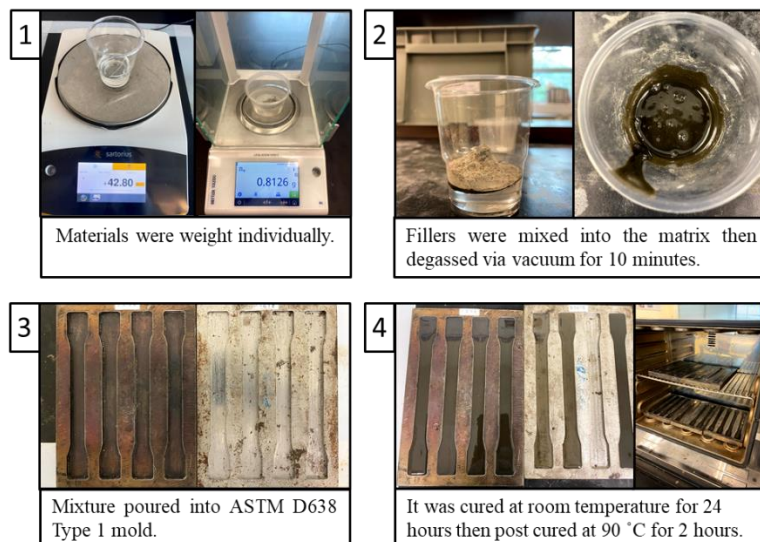 1
sartorius
42.80
0.8126
Materials were weight individually.
2
Fillers were mixed into the matrix then
degassed via vacuum for 10 minutes.
3
Mixture poured into ASTM D638
Type 1 mold.
4
It was cured at room temperature for 24
hours then post cured at 90 ˚C for 2 hours.